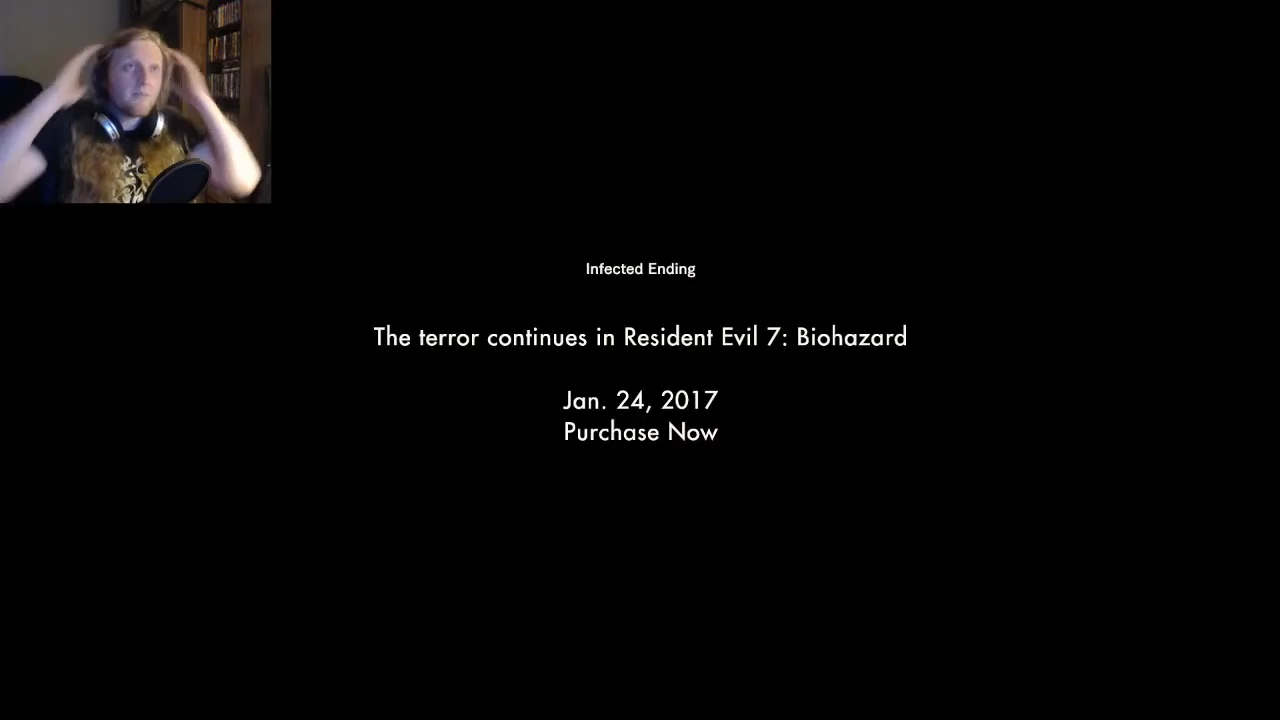 Infected Ending
The terror continues in Resident Evil 7: Biohazard
Jan. 24, 2017
Purchase Now